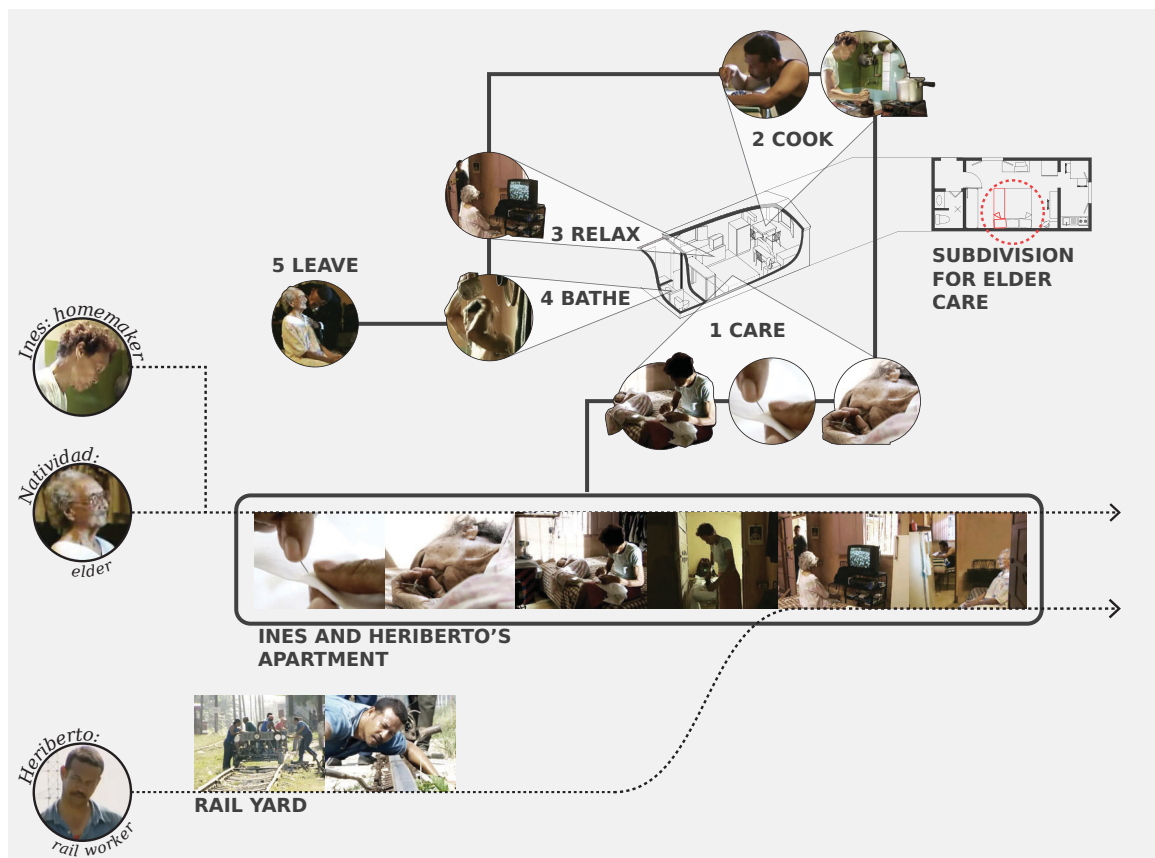 2 COOK
3 RELAX
4 BATHE
5 LEAVE
1 CARE
SUBDIVISION
FOR ELDER
CARE
Ines: homemaker
Natividad:
elder
INES AND HERIBERTO’S
APARTMENT
Heriberto:
rail worker
RAIL YARD